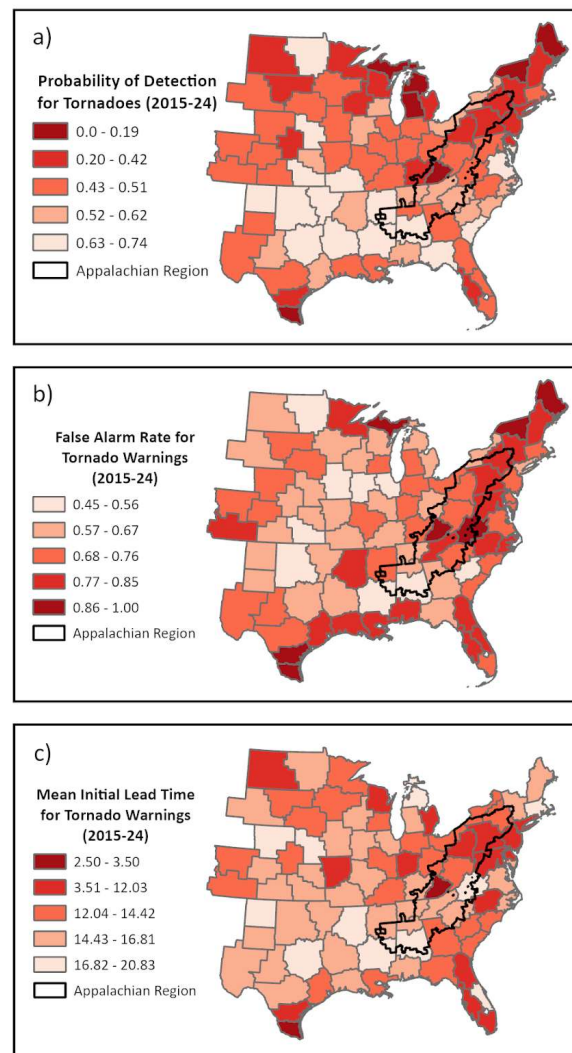 a)
Probability of Detection
for Tornadoes (2015-24)
0.0 - 0.19
0.20 - 0.42
0.43 - 0.51
0.52 - 0.62
0.63 - 0.74
Appalachian Region
b)
False Alarm Rate for
Tornado Warnings
(2015-24)
0.45 - 0.56
0.57 - 0.67
0.68 - 0.76
0.77 - 0.85
0.86 - 1.00
Appalachian Region
c)
Mean Initial Lead Time
for Tornado Warnings
(2015-24)
2.50 - 3.50
3.51 - 12.03
12.04 - 14.42
14.43 - 16.81
16.82 - 20.83
Appalachian Region